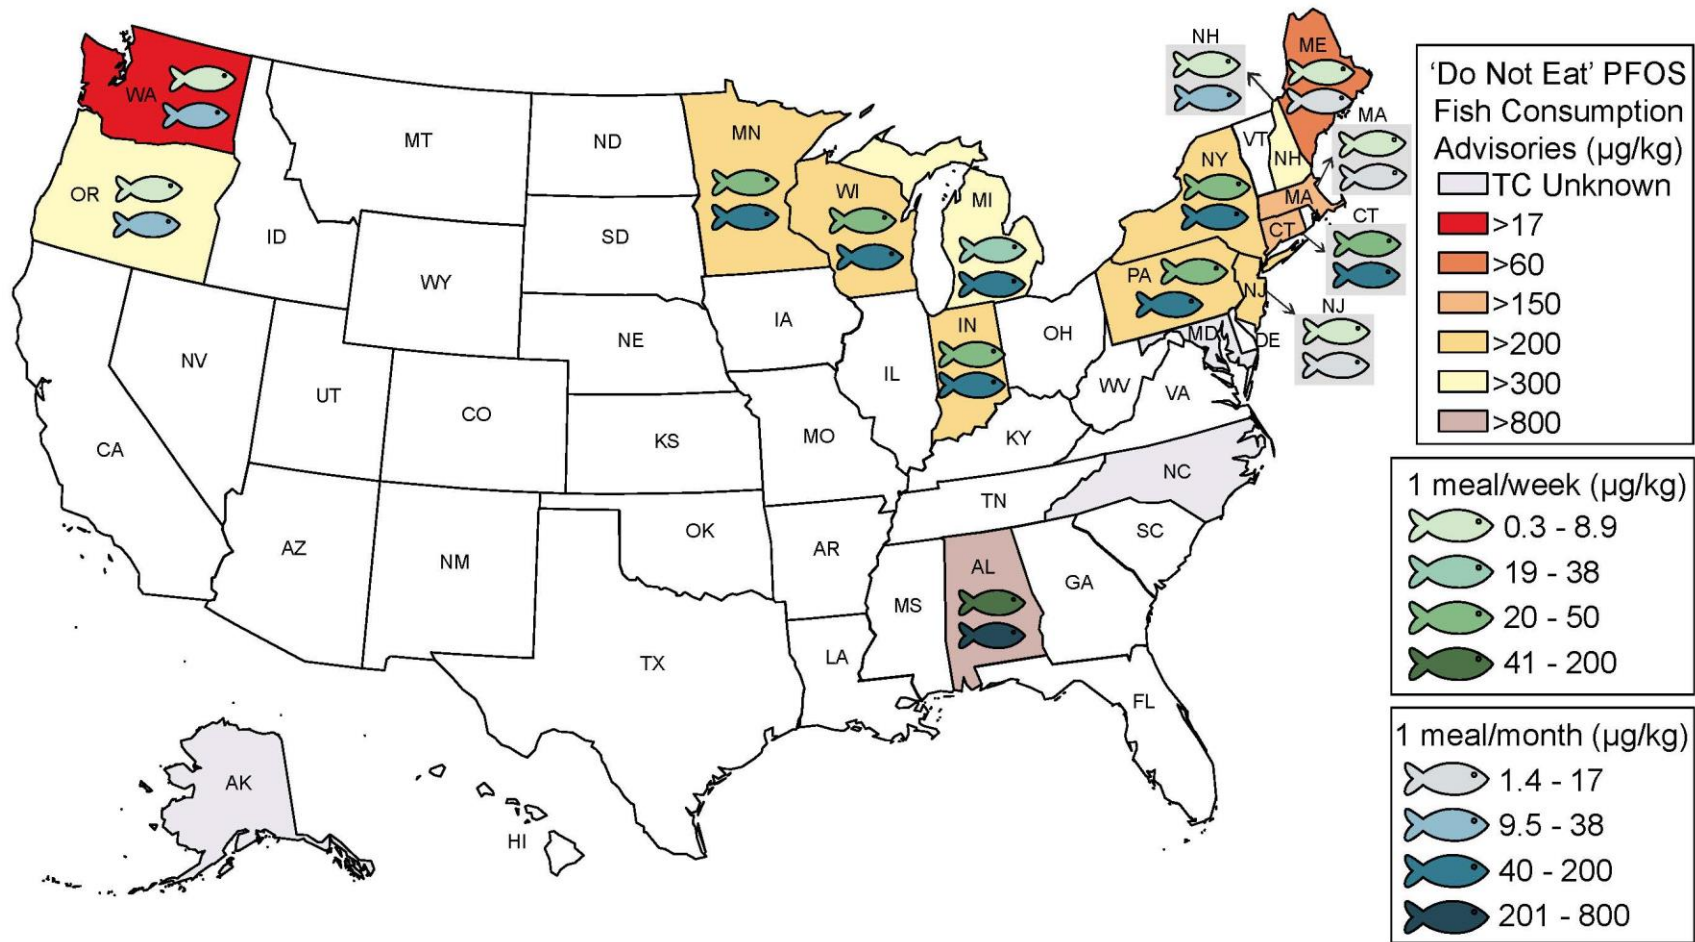 NH
ME
WA
MT
ND
MN
VT
NH
MA
OR
ID
SD
WI
MI
NY
MA
CT
CT
WY
IA
PA
NJ
NJ
NV
NE
IN
OH
MD
DE
UT
CO
IL
WV
VA
CA
KS
MO
KY
NC
AZ
NM
OK
AR
TN
SC
MS
AL
GA
TX
LA
FL
AK
HI
'Do Not Eat' PFOS
Fish Consumption
Advisories (µg/kg)
TC Unknown
>17
>60
>150
>200
>300
>800
1 meal/week (µg/kg)
0.3 - 8.9
19 - 38
20 - 50
41 - 200
1 meal/month (µg/kg)
1.4 - 17
9.5 - 38
40 - 200
201 - 800